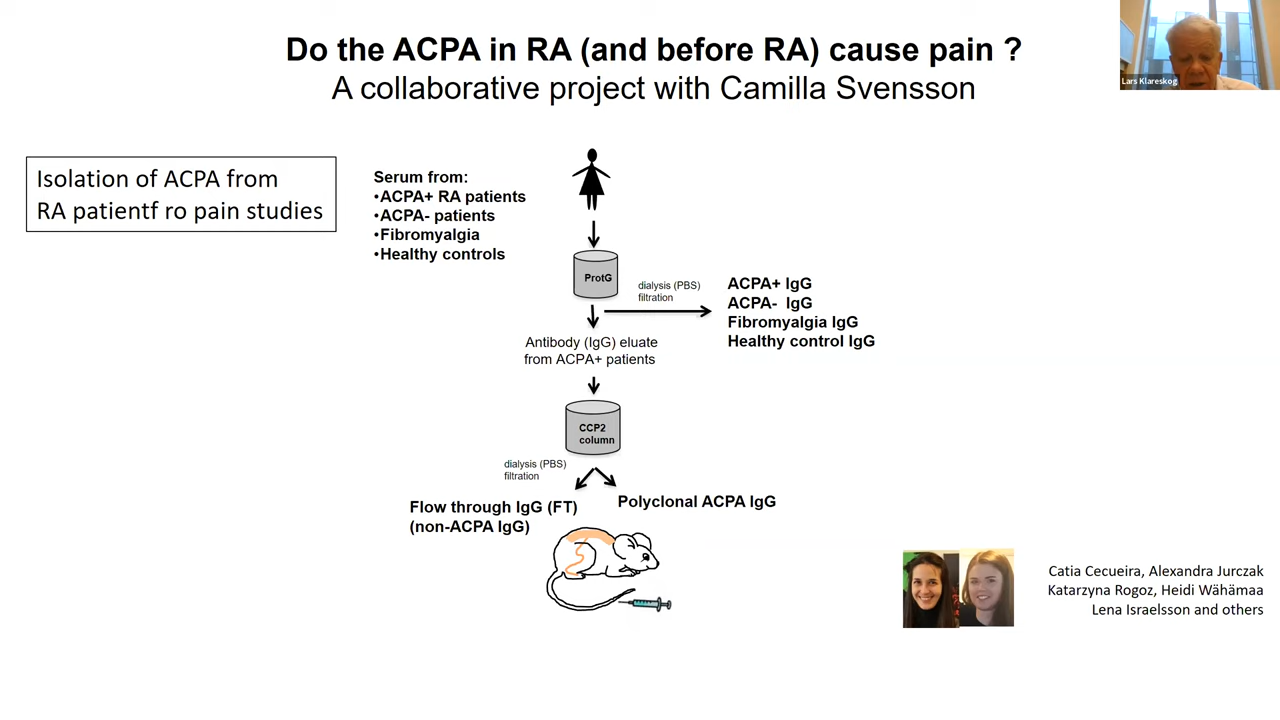 Do the ACPA in RA (and before RA) cause pain ?
A collaborative project with Camilla Svensson
Lars Klareskog
Isolation of ACPA from
RA patientf ro pain studies
Serum from:
•ACPA+ RA patients
•ACPA- patients
•Fibromyalgia
•Healthy controls
ProtG
dialysis (PBS)
filtration
ACPA+ IgG
ACPA-  IgG
Fibromyalgia IgG
Healthy control IgG
Antibody (IgG) eluate
from ACPA+ patients
CCP2
column
dialysis (PBS)
filtration
Flow through IgG (FT)
(non-ACPA IgG)
Polyclonal ACPA IgG
Catia Cecueira, Alexandra Jurczak
Katarzyna Rogoz, Heidi Wähämaa
Lena Israelsson and others